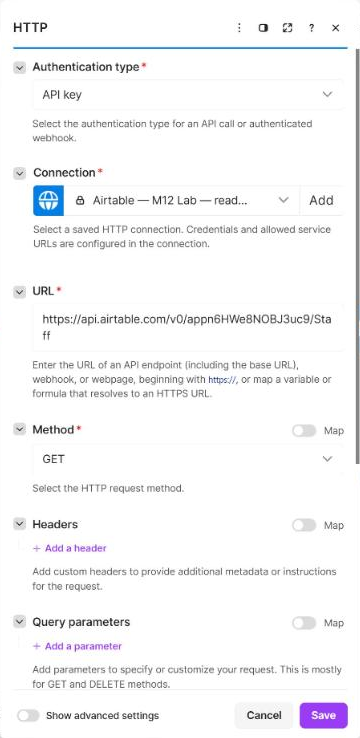 HTTP
Authentication type*
API key
Select the authentication type for an API call or authenticated
webhook.
Connection*
Airtable — M12 Lab — read...
Add
Select a saved HTTP connection. Credentials and allowed service
URLs are configured in the connection.
URL*
https://api.airtable.com/v0/appn6HWe8NOBJ3uc9/Sta
ff
Enter the URL of an API endpoint (including the base URL),
webhook, or webpage, beginning with https://, or map a variable or
formula that resolves to an HTTPS URL.
Method*
Map
GET
Select the HTTP request method.
Headers
Map
+ Add a header
Add custom headers to provide additional metadata or instructions
for the request.
Query parameters
Map
+ Add a parameter
Add parameters to specify or customize your request. This is mostly
for GET and DELETE methods.
Show advanced settings
Cancel
Save